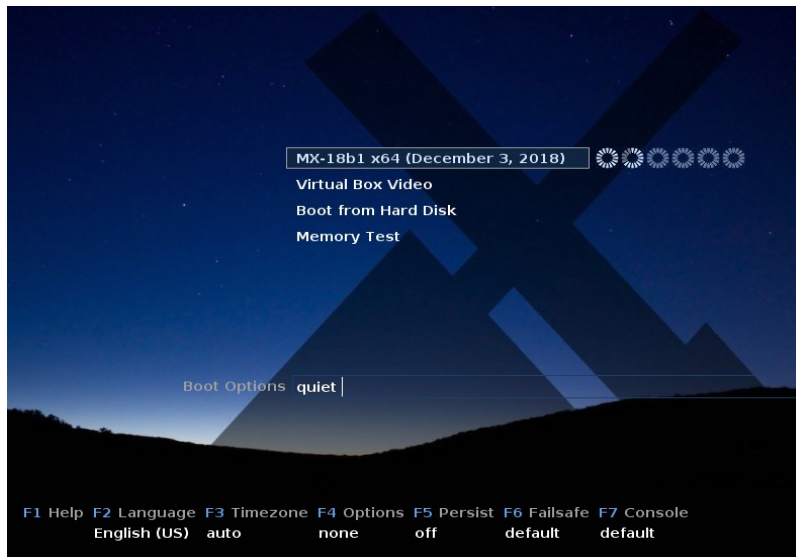 MX-18b1 x64 (December 3, 2018)
Virtual Box Video
Boot from Hard Disk
Memory Test
Boot Options quiet
F1 Help F2 Language F3 Timezone F4 Options F5 Persist F6 Failsafe F7 Console
English (US) auto none off default default